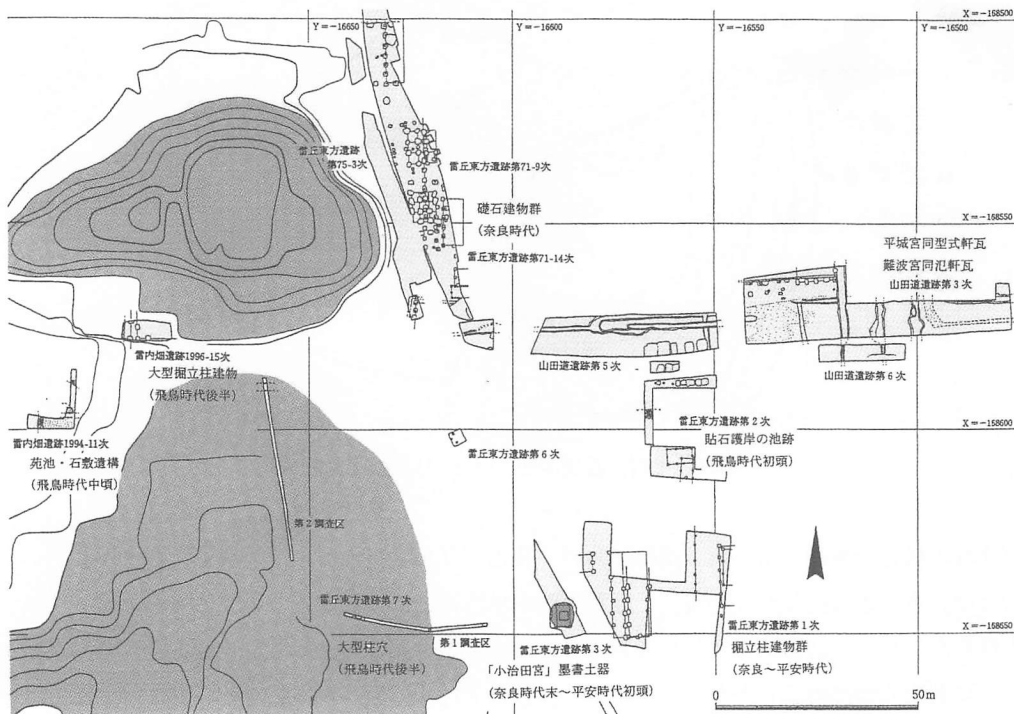 X=−168500
Y=−16650
Y=−16600
Y=−16550
Y=−16500
雷丘東方遺跡
第75-3次
雷丘東方遺跡第71-9次
礎石建物群
(奈良時代)
X=−168550
雷丘東方遺跡第71-14次
平城宮同型式軒瓦
難波宮同氾軒瓦
山田道遺跡第3次
雷内畑遺跡1996-15次
大型掘立柱建物
(飛鳥時代後半)
山田道遺跡第5次
山田道遺跡第6次
雷内畑遺跡1994-11次
苑池・石敷遺構
(飛鳥時代中頃)
雷丘東方遺跡第6次
雷丘東方遺跡第2次
貼石護岸の池跡
(飛鳥時代初頭)
X=−168600
第2調査区
雷丘東方遺跡第7次
第1調査区
大型柱穴
(飛鳥時代後半)
雷丘東方遺跡第3次
「小治田宮」墨書土器
(奈良時代末~平安時代初頭)
雷丘東方遺跡第1次
掘立柱建物群
(奈良~平安時代)
X=−168650
0
50m